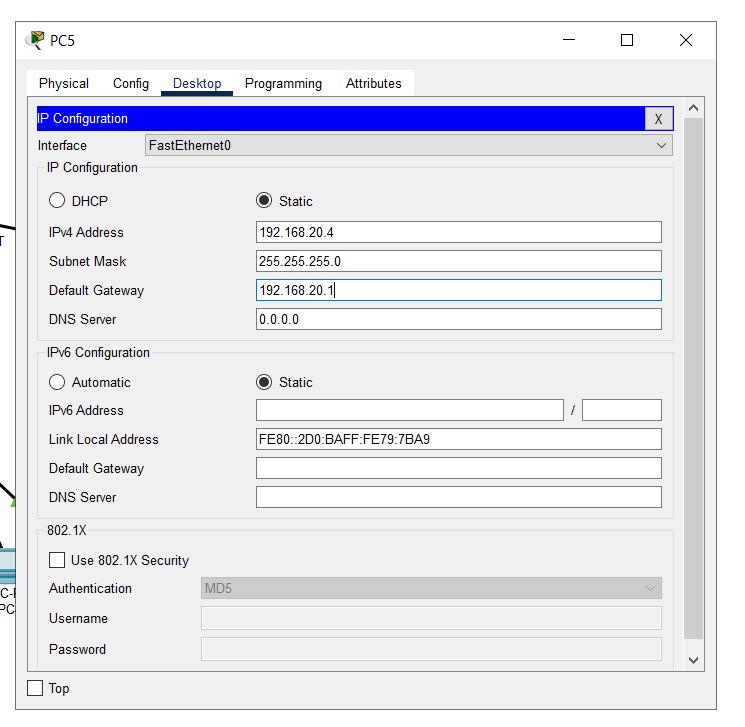 PC5
Physical Config Desktop Programming Attributes
IP Configuration X
Interface FastEthernet0
IP Configuration
DHCP Static
IPv4 Address 192.168.20.4
Subnet Mask 255.255.255.0
Default Gateway 192.168.20.1
DNS Server 0.0.0.0
IPv6 Configuration
Automatic Static
IPv6 Address /
Link Local Address FE80::2D0:BAFF:FE79:7BA9
Default Gateway
DNS Server
802.1X
Use 802.1X Security
Authentication MD5
Username
Password
Top